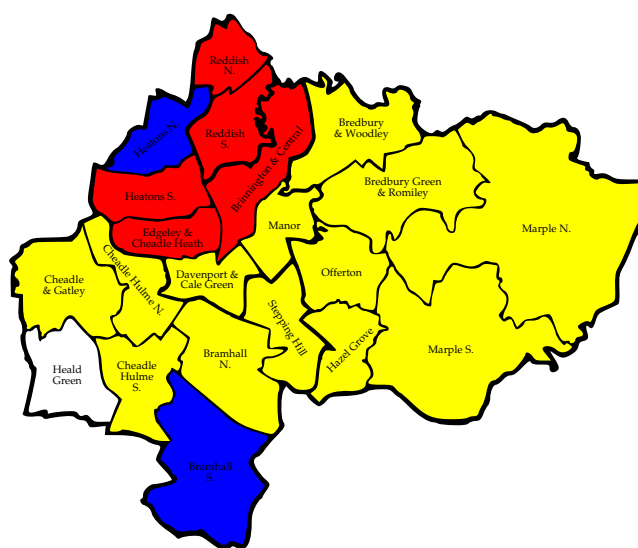 Reddish
N.
Heatons N.
Reddish
S.
Brinnington & Central
Bredbury
& Woodley
Heatons S.
Bredbury Green
& Romiley
Edgeley &
Cheadle Heath
Manor
Marple N.
Cheadle
& Gatley
Cheadle Hulme N.
Davenport &
Cale Green
Offerton
Stepping Hill
Hazel Grove
Marple S.
Heald
Green
Cheadle
Hulme
S.
Bramhall
N.
Bramhall
S.